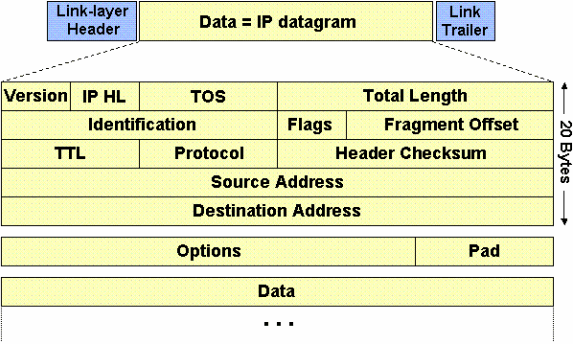 Link-layer
Header
Data = IP datagram
Link
Trailer
Version IP HL TOS Total Length
Identification Flags Fragment Offset
TTL Protocol Header Checksum
Source Address
Destination Address
20 Bytes
Options Pad
Data
...